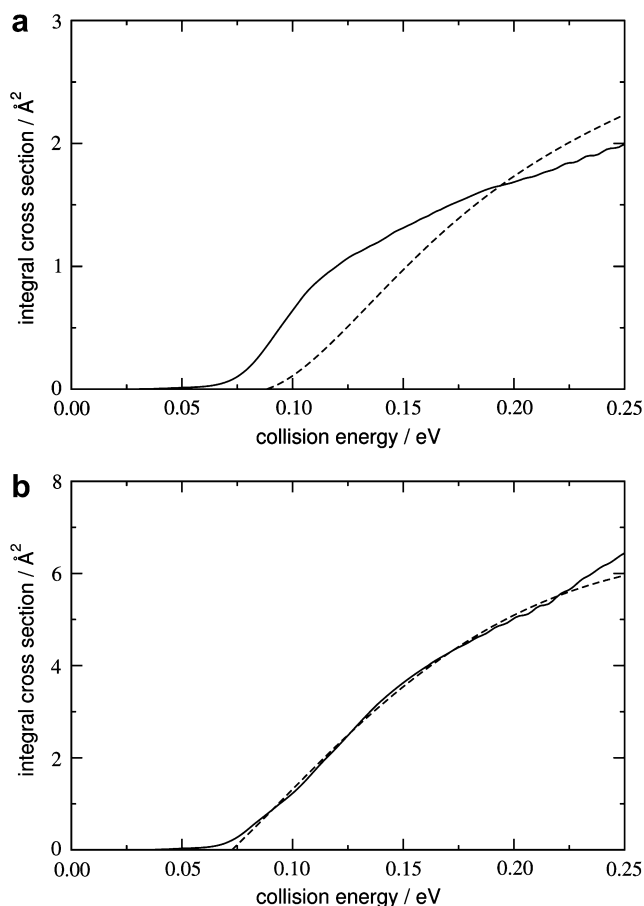 a
3
2
1
0
integral cross section / Å²
0.00 0.05 0.10 0.15 0.20 0.25
collision energy / eV
b
8
6
4
2
0
integral cross section / Å²
0.00 0.05 0.10 0.15 0.20 0.25
collision energy / eV